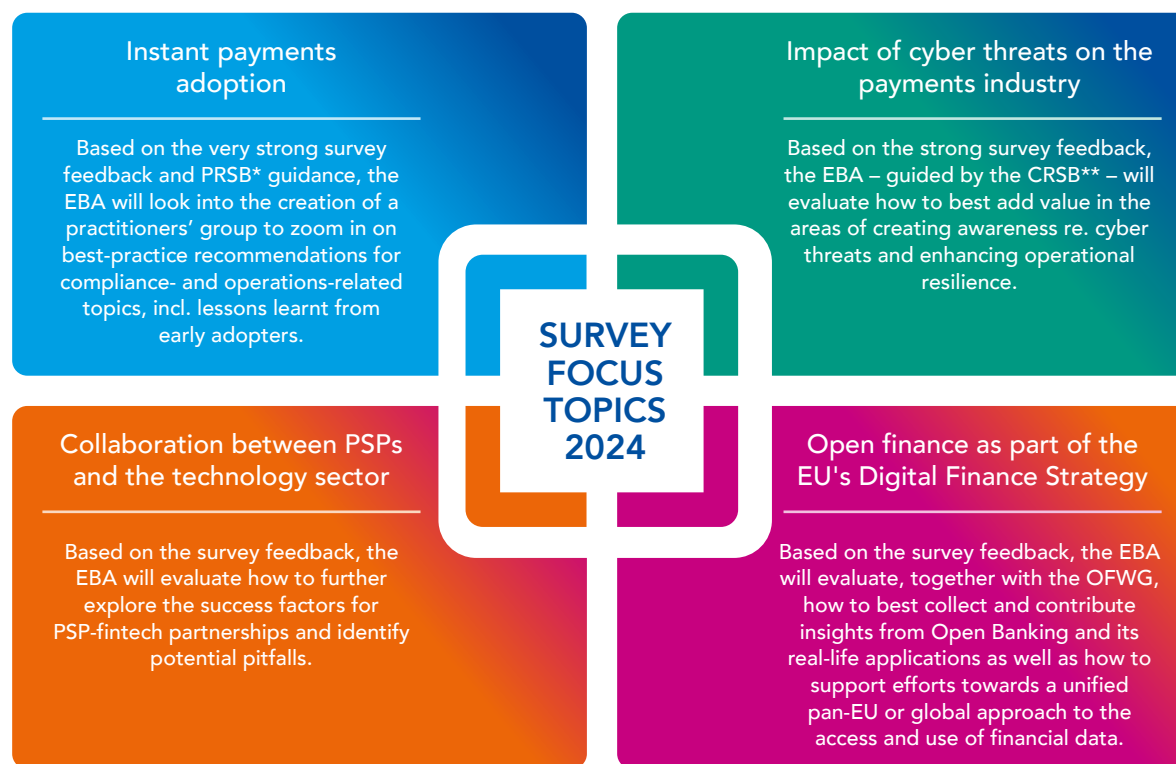 Instant payments
adoption
Based on the very strong survey
feedback and PRSB* guidance, the
EBA will look into the creation of a
practitioners’ group to zoom in on
best-practice recommendations for
compliance- and operations-related
topics, incl. lessons learnt from
early adopters.
Impact of cyber threats on the
payments industry
Based on the strong survey feedback,
the EBA – guided by the CRSB** – will
evaluate how to best add value in the
areas of creating awareness re. cyber
threats and enhancing operational
resilience.
SURVEY
FOCUS
TOPICS
2024
Collaboration between PSPs
and the technology sector
Based on the survey feedback, the
EBA will evaluate how to further
explore the success factors for
PSP-fintech partnerships and identify
potential pitfalls.
Open finance as part of the
EU's Digital Finance Strategy
Based on the survey feedback, the EBA
will evaluate, together with the OFWG,
how to best collect and contribute
insights from Open Banking and its
real-life applications as well as how to
support efforts towards a unified
pan-EU or global approach to the
access and use of financial data.